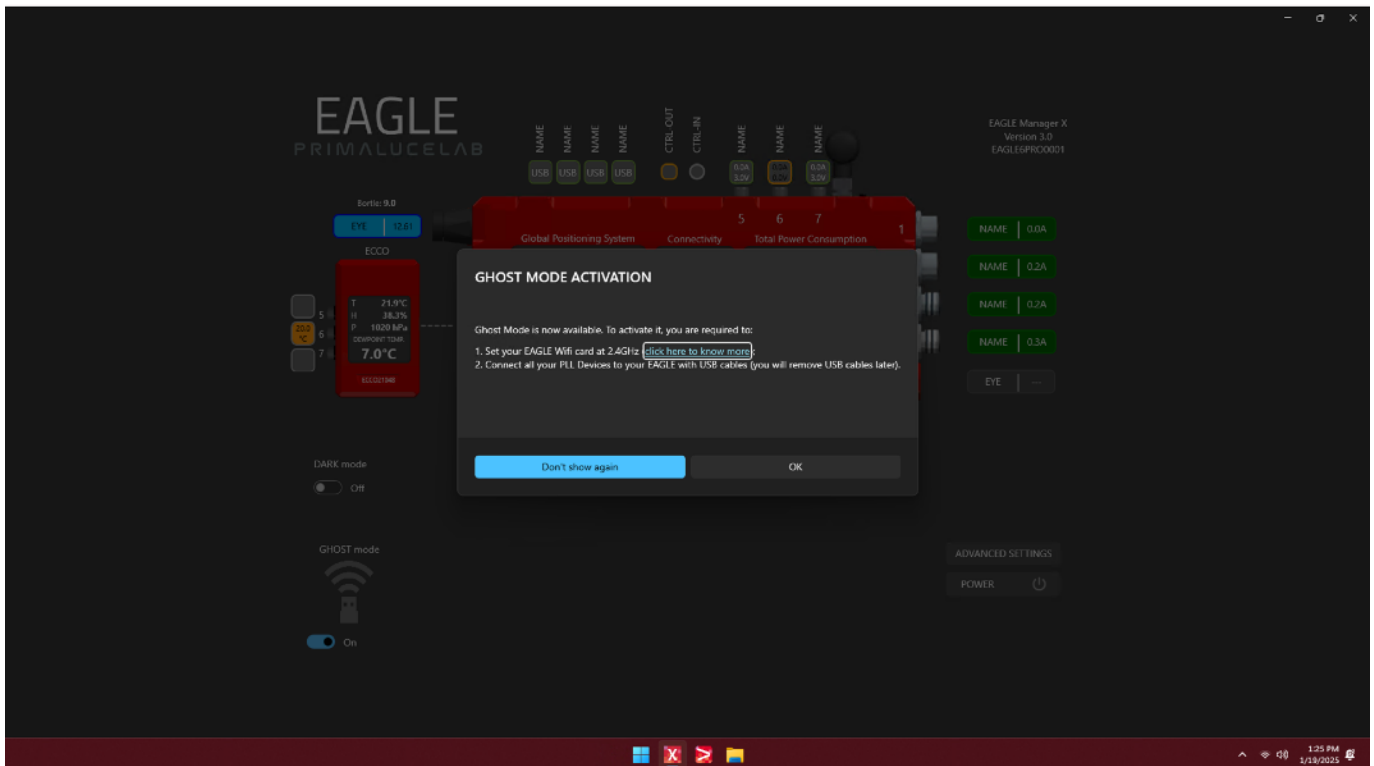 EAGLE
PRIMALUCELAB
NAME
NAME
NAME
NAME
CTRL OUT
CTRL-IN
NAME
NAME
NAME
USB
USB
USB
USB
0.0A
3.0V
0.0A
0.0V
0.0A
3.0V
EAGLE Manager X
Version 3.0
EAGLE6PRO0001
Bortle: 9.0
EYE 12.61
ECCO
5 6 7
1
Global Positioning System Connectivity Total Power Consumption
NAME 0.0A
NAME 0.2A
NAME 0.2A
NAME 0.3A
EYE ---
T 21.9°C
H 38.3%
P 1020 hPa
DEWPOINT TEMP.
7.0°C
5
20.0
°C
6
7
GHOST MODE ACTIVATION
Ghost Mode is now available. To activate it, you are required to:
1. Set your EAGLE Wifi card at 2.4GHz (click here to know more);
2. Connect all your PLL Devices to your EAGLE with USB cables (you will remove USB cables later).
Don't show again
OK
DARK mode
Off
GHOST mode
On
ADVANCED SETTINGS
POWER
1:25 PM
1/19/2025